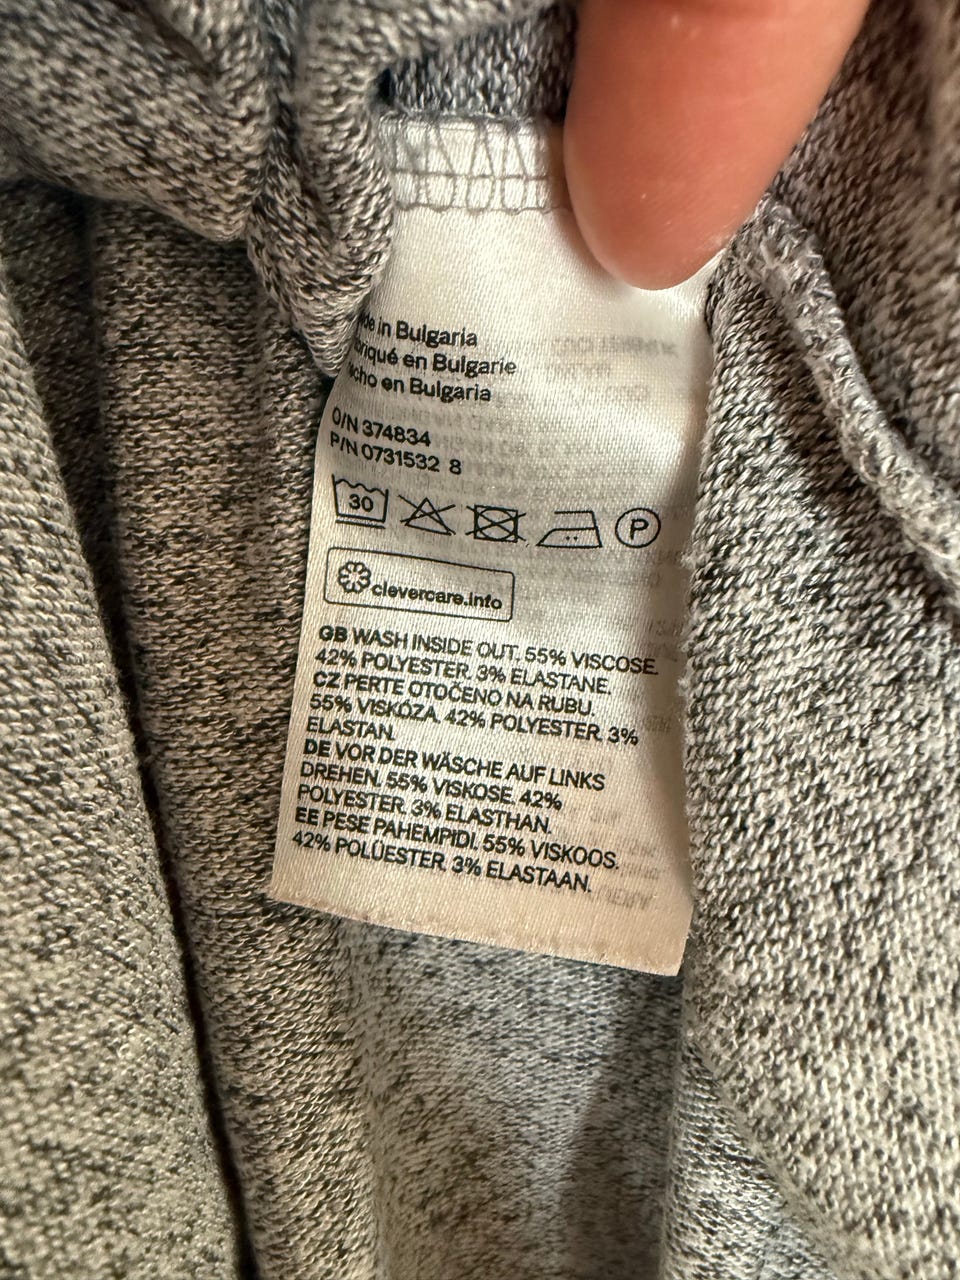 in Bulgaria
en Bulgarie
en Bulgaria
O/N 374834
P/N 0731532 8
30
P
clevercare.info
GB WASH INSIDE OUT. 55% VISCOSE.
42% POLYESTER. 3% ELASTANE.
CZ PERTE OTOČENO NA RUBU.
55% VISKÓZA. 42% POLYESTER. 3%
ELASTAN.
DE VOR DER WÄSCHE AUF LINKS
DREHEN. 55% VISKOSE. 42%
POLYESTER. 3% ELASTHAN.
EE PESE PAHEMPIDI. 55% VISKOOS.
42% POLÜESTER. 3% ELASTAAN.